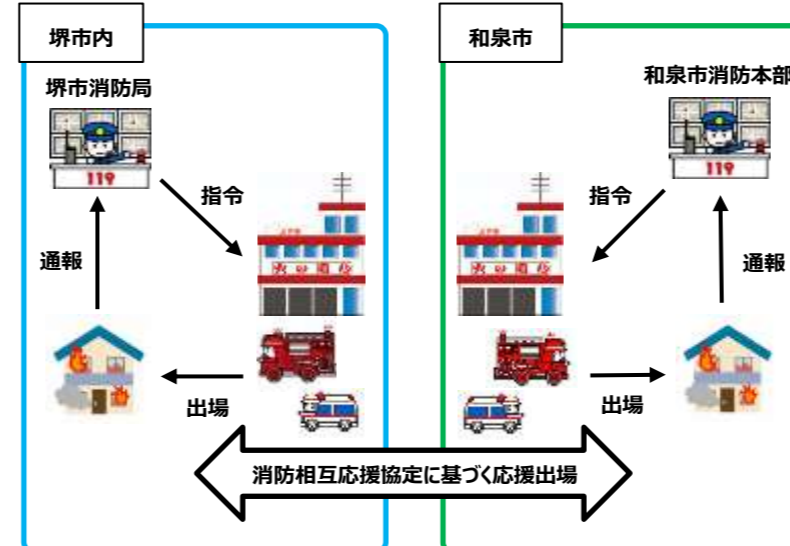 堺市内
堺市消防局
119
指令
通報
出場
和泉市
和泉市消防本部
119
指令
通報
出場
消防相互応援協定に基づく応援出場